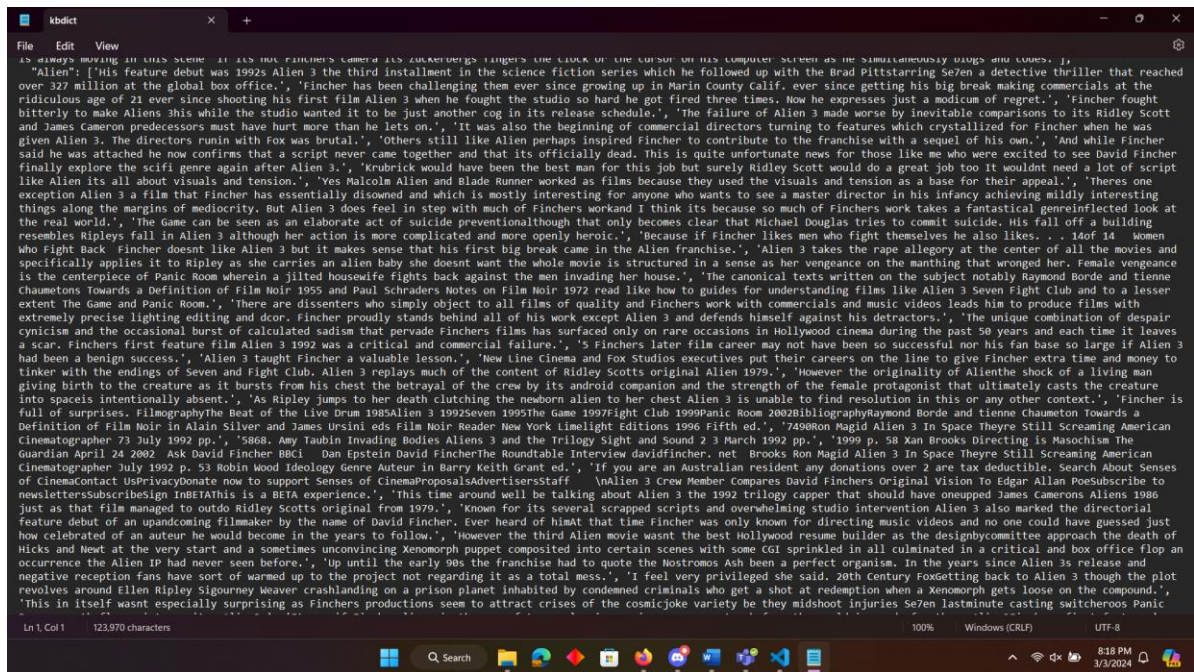 kbdict
File Edit View
is always moving in this scene If its not Finchers camera its Zuckerbergs fingers the clock or the cursor on his computer screen as he simultaneously blogs and codes.'],
"Alien": ['His feature debut was 1992s Alien 3 the third installment in the science fiction series which he followed up with the Brad Pittstarring Se7en a detective thriller that reached
over 327 million at the global box office.', 'Fincher has been challenging them ever since growing up in Marin County Calif. ever since getting his big break making commercials at the
ridiculous age of 21 ever since shooting his first film Alien 3 when he fought the studio so hard he got fired three times. Now he expresses just a modicum of regret.', 'Fincher fought
bitterly to make Aliens 3his while the studio wanted it to be just another cog in its release schedule.', 'The failure of Alien 3 made worse by inevitable comparisons to its Ridley Scott
and James Cameron predecessors must have hurt more than he lets on.', 'It was also the beginning of commercial directors turning to features which crystallized for Fincher when he was
given Alien 3. The directors runin with Fox was brutal.', 'Others still like Alien perhaps inspired Fincher to contribute to the franchise with a sequel of his own.', 'And while Fincher
said he was attached he now confirms that a script never came together and that its officially dead. This is quite unfortunate news for those like me who were excited to see David Fincher
finally explore the scifi genre again after Alien 3.', 'Krubrick would have been the best man for this job but surely Ridley Scott would do a great job too It wouldnt need a lot of script
like Alien its all about visuals and tension.', 'Yes Malcolm Alien and Blade Runner worked as films because they used the visuals and tension as a base for their appeal.', 'Theres one
exception Alien 3 a film that Fincher has essentially disowned and which is mostly interesting for anyone who wants to see a master director in his infancy achieving mildly interesting
things along the margins of mediocrity. But Alien 3 does feel in step with much of Finchers workand I think its because so much of Finchers work takes a fantastical genreinflected look at
the real world.', 'The Game can be seen as an elaborate act of suicide preventionalthough that only becomes clear that Michael Douglas tries to commit suicide. His fall off a building
resembles Ripleys fall in Alien 3 although her action is more complicated and more openly heroic.', 'Because if Fincher likes men who fight themselves he also likes. . . 14of 14 Women
Who Fight Back Fincher doesnt like Alien 3 but it makes sense that his first big break came in the Alien franchise.', 'Alien 3 takes the rape allegory at the center of all the movies and
specifically applies it to Ripley as she carries an alien baby she doesnt want the whole movie is structured in a sense as her vengeance on the manthing that wronged her. Female vengeance
is the centerpiece of Panic Room wherein a jilted housewife fights back against the men invading her house.', 'The canonical texts written on the subject notably Raymond Borde and tienne
Chaumetons Towards a Definition of Film Noir 1955 and Paul Schraders Notes on Film Noir 1972 read like how to guides for understanding films like Alien 3 Seven Fight Club and to a lesser
extent The Game and Panic Room.', 'There are dissenters who simply object to all films of quality and Finchers work with commercials and music videos leads him to produce films with
extremely precise lighting editing and dcor. Fincher proudly stands behind all of his work except Alien 3 and defends himself against his detractors.', 'The unique combination of despair
cynicism and the occasional burst of calculated sadism that pervade Finchers films has surfaced only on rare occasions in Hollywood cinema during the past 50 years and each time it leaves
a scar. Finchers first feature film Alien 3 1992 was a critical and commercial failure.', '5 Finchers later film career may not have been so successful nor his fan base so large if Alien 3
had been a benign success.', 'Alien 3 taught Fincher a valuable lesson.', 'New Line Cinema and Fox Studios executives put their careers on the line to give Fincher extra time and money to
tinker with the endings of Seven and Fight Club. Alien 3 replays much of the content of Ridley Scotts original Alien 1979.', 'However the originality of Alienthe shock of a living man
giving birth to the creature as it bursts from his chest the betrayal of the crew by its android companion and the strength of the female protagonist that ultimately casts the creature
into spaceis intentionally absent.', 'As Ripley jumps to her death clutching the newborn alien to her chest Alien 3 is unable to find resolution in this or any other context.', 'Fincher is
full of surprises. FilmographyThe Beat of the Live Drum 1985Alien 3 1992Seven 1995The Game 1997Fight Club 1999Panic Room 2002BibliographyRaymond Borde and tienne Chaumeton Towards a
Definition of Film Noir in Alain Silver and James Ursini eds Film Noir Reader New York Limelight Editions 1996 Fifth ed.', '7490Ron Magid Alien 3 In Space Theyre Still Screaming American
Cinematographer 73 July 1992 pp.', '5868. Amy Taubin Invading Bodies Aliens 3 and the Trilogy Sight and Sound 2 3 March 1992 pp.', '1999 p. 58 Xan Brooks Directing is Masochism The
Guardian April 24 2002 Ask David Fincher BBCi Dan Epstein David FincherThe Roundtable Interview davidfincher. net Brooks Ron Magid Alien 3 In Space Theyre Still Screaming American
Cinematographer July 1992 p. 53 Robin Wood Ideology Genre Auteur in Barry Keith Grant ed.', 'If you are an Australian resident any donations over 2 are tax deductible. Search About Senses
of CinemaContact UsPrivacyDonate now to support Senses of CinemaProposalsAdvertisersStaff \nAlien 3 Crew Member Compares David Finchers Original Vision To Edgar Allan PoeSubscribe to
newslettersSubscribeSign InBETAThis is a BETA experience.', 'This time around well be talking about Alien 3 the 1992 trilogy capper that should have oneupped James Camerons Aliens 1986
just as that film managed to outdo Ridley Scotts original from 1979.', 'Known for its several scrapped scripts and overwhelming studio intervention Alien 3 also marked the directorial
feature debut of an upandcoming filmmaker by the name of David Fincher. Ever heard of himAt that time Fincher was only known for directing music videos and no one could have guessed just
how celebrated of an auteur he would become in the years to follow.', 'However the third Alien movie wasnt the best Hollywood resume builder as the designbycommittee approach the death of
Hicks and Newt at the very start and a sometimes unconvincing Xenomorph puppet composited into certain scenes with some CGI sprinkled in all culminated in a critical and box office flop an
occurrence the Alien IP had never seen before.', 'Up until the early 90s the franchise had to quote the Nostromos Ash been a perfect organism. In the years since Alien 3s release and
negative reception fans have sort of warmed up to the project not regarding it as a total mess.', 'I feel very privileged she said. 20th Century FoxGetting back to Alien 3 though the plot
revolves around Ellen Ripley Sigourney Weaver crashlanding on a prison planet inhabited by condemned criminals who get a shot at redemption when a Xenomorph gets loose on the compound.',
'This in itself wasnt especially surprising as Finchers productions seem to attract crises of the cosmicjoke variety be they midshoot injuries Se7en lastminute casting switcheroos Panic
Ln 1, Col 1 123,970 characters 100% Windows (CRLF) UTF-8
Search 8:18 PM
3/3/2024